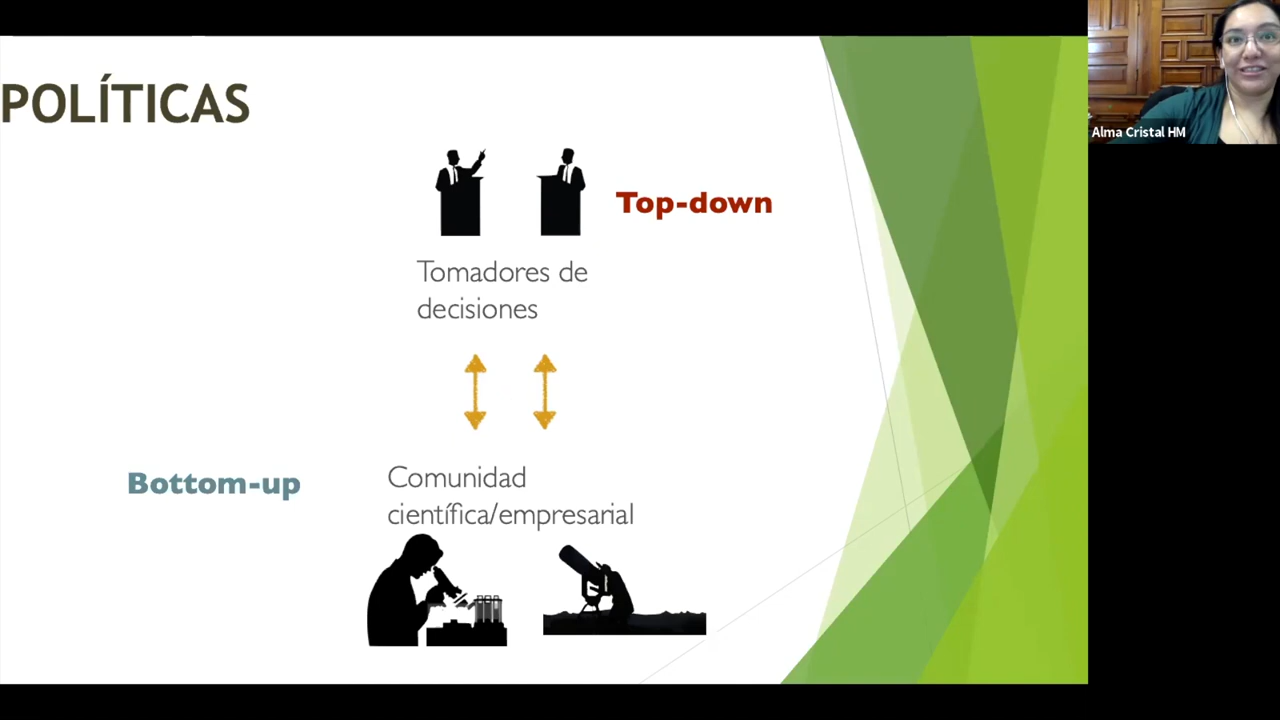 POLÍTICAS
Alma Cristal HM
Top-down
Tomadores de
decisiones
Bottom-up
Comunidad
científica/empresarial